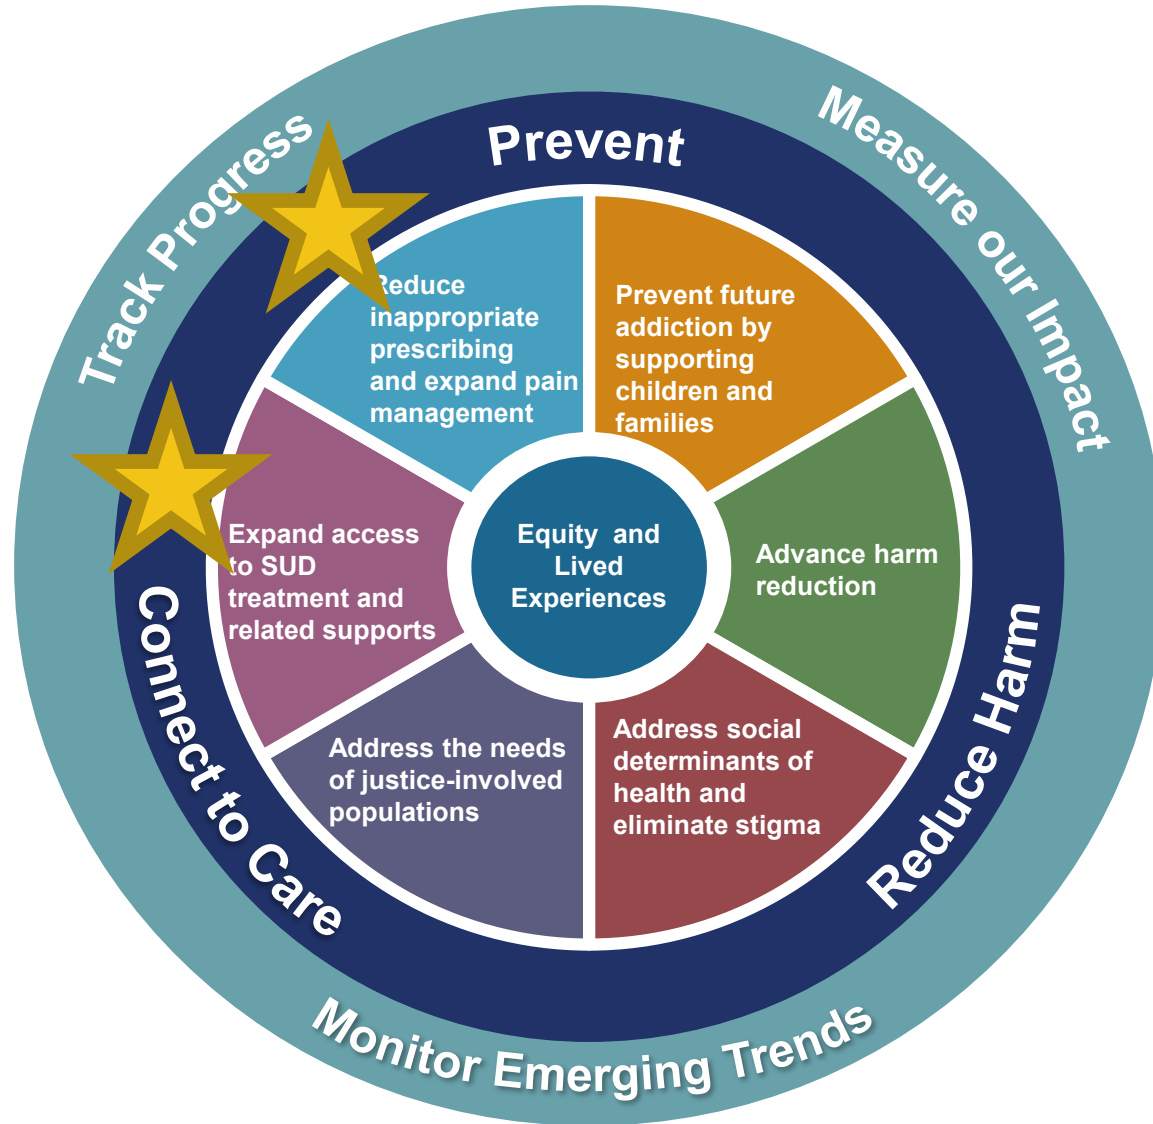 Track Progress
Measure our Impact
Prevent
Reduce
inappropriate
prescribing
and expand pain
management
Prevent future
addiction by
supporting
children and
families
Expand access
to SUD
treatment and
related supports
Equity and
Lived
Experiences
Advance harm
reduction
Address the needs
of justice-involved
populations
Address social
determinants of
health and
eliminate stigma
Connect to Care
Reduce Harm
Monitor Emerging Trends